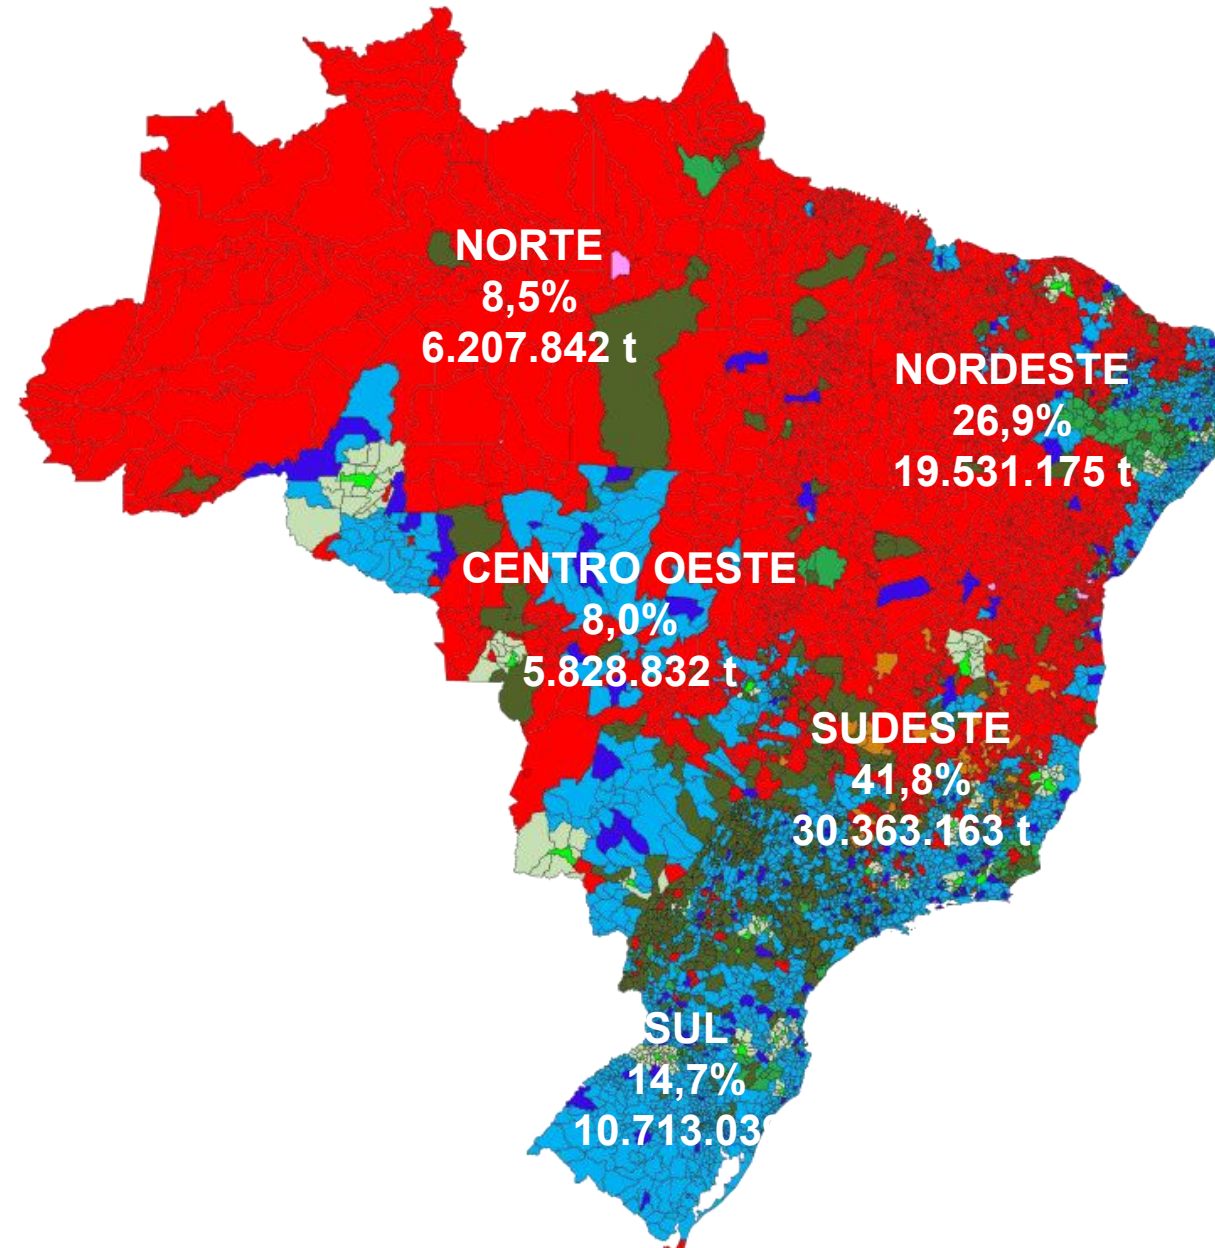 NORTE
8,5%
6.207.842 t
NORDESTE
26,9%
19.531.175 t
CENTRO OESTE
8,0%
5.828.832 t
SUDESTE
41,8%
30.363.163 t
SUL
14,7%